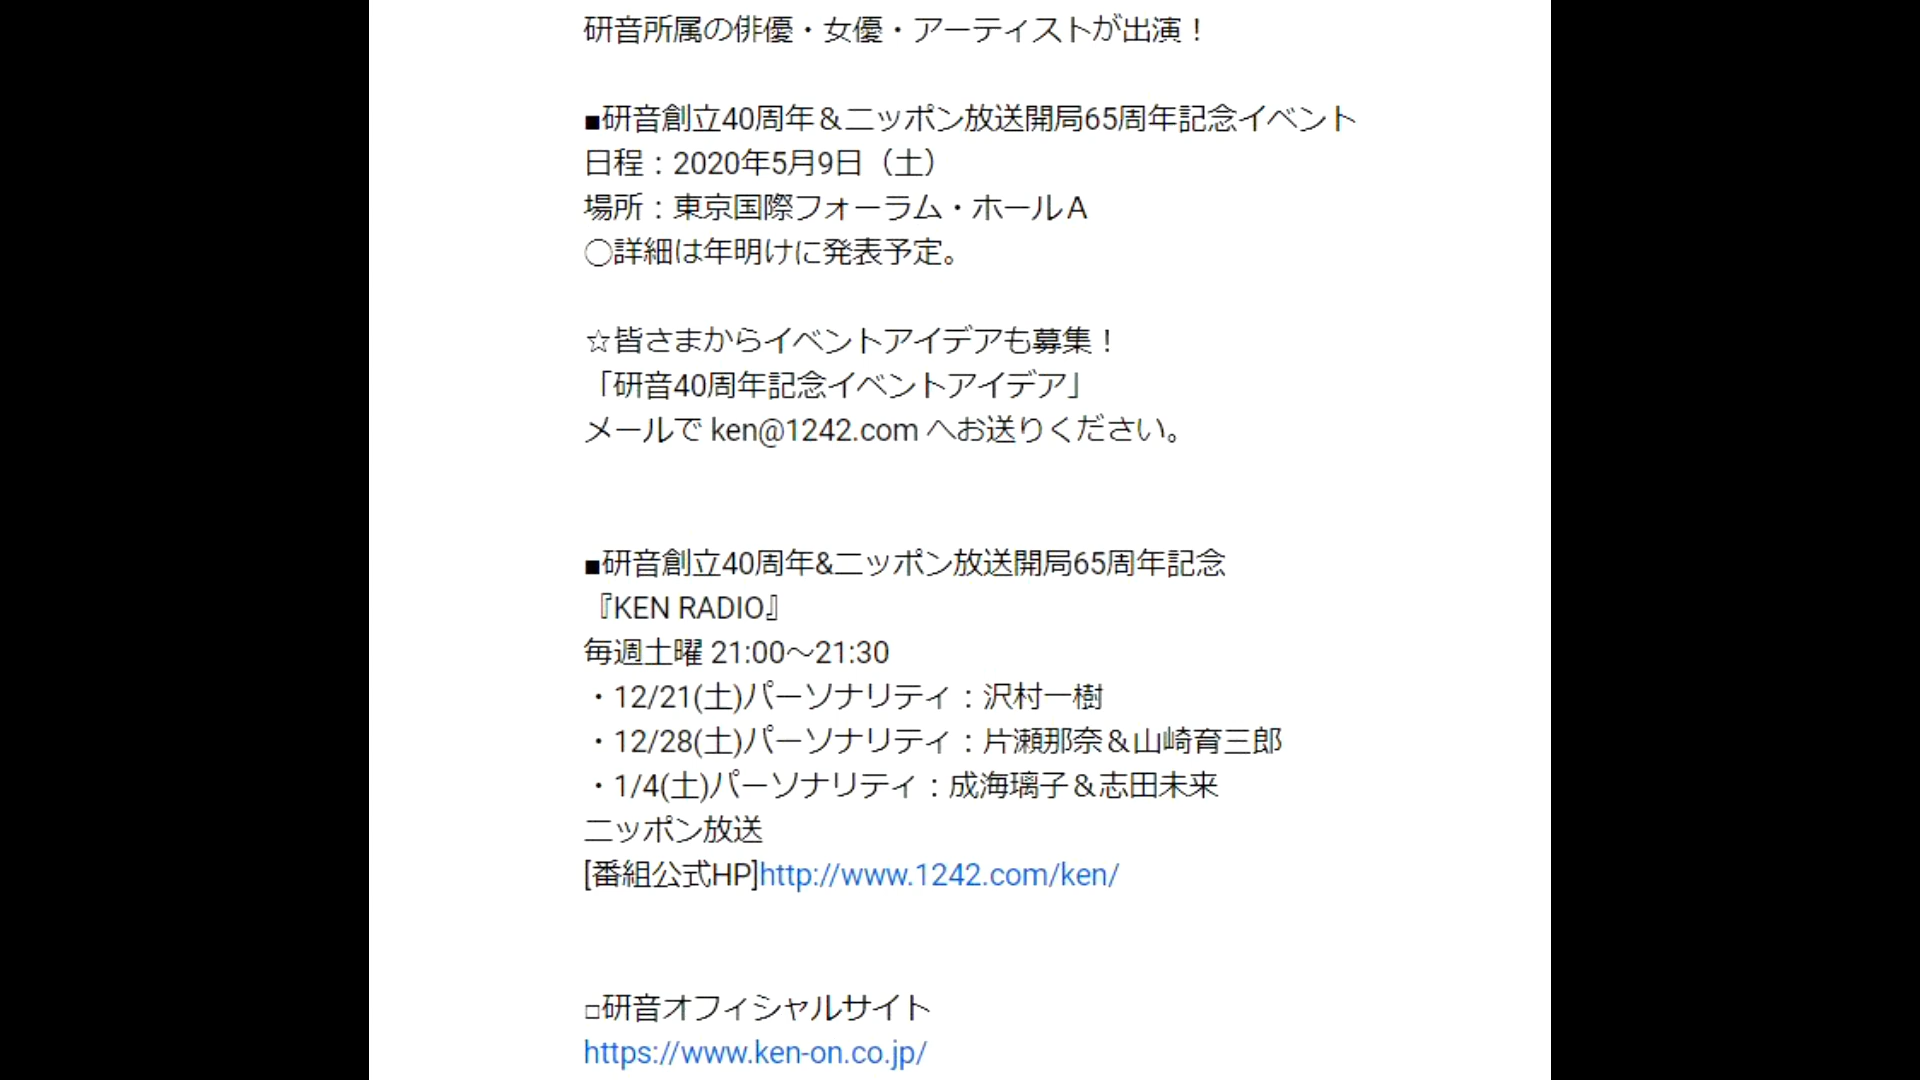 研音所属の俳優・女優・アーティストが出演！
■研音創立40周年＆ニッポン放送開局65周年記念イベント
日程：2020年5月9日（土）
場所：東京国際フォーラム・ホールＡ
◯詳細は年明けに発表予定。
☆皆さまからイベントアイデアも募集！
「研音40周年記念イベントアイデア」
メールで ken@1242.com へお送りください。
■研音創立40周年&ニッポン放送開局65周年記念
『KEN RADIO』
毎週土曜 21:00〜21:30
・12/21(土)パーソナリティ：沢村一樹
・12/28(土)パーソナリティ：片瀬那奈＆山崎育三郎
・1/4(土)パーソナリティ：成海璃子＆志田未来
ニッポン放送
[番組公式HP]http://www.1242.com/ken/
□研音オフィシャルサイト
https://www.ken-on.co.jp/